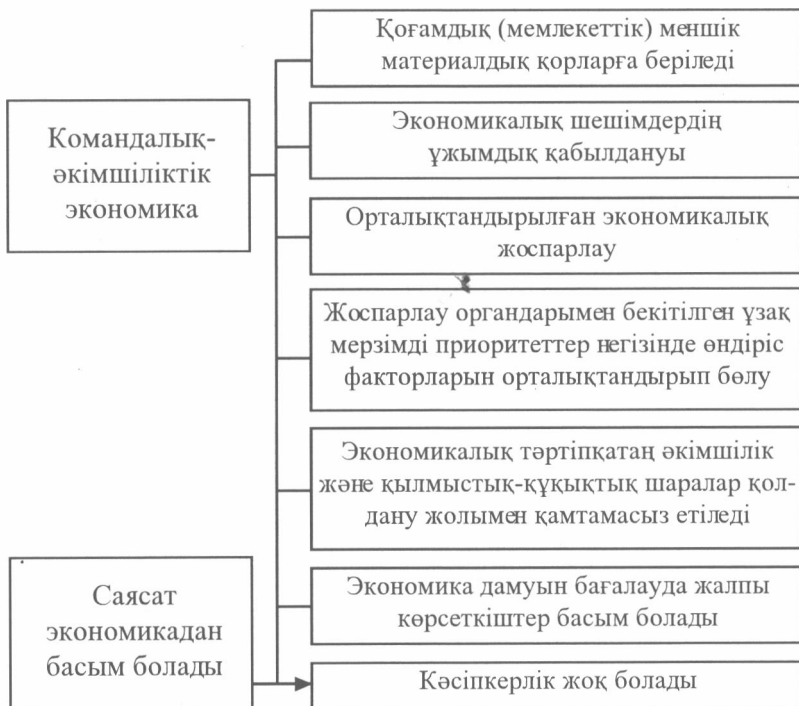 Қоғамдық (мемлекеттік) меншік
материалдық қорларға беріледі
Командалық-
әкімшіліктік
экономика
Экономикалық шешімдердің
ұжымдық қабылдануы
Орталықтандырылған экономикалық
жоспарлау
Жоспарлау органдарымен бекітілген ұзақ
мерзімді приоритеттер негізінде өндіріс
факторларын орталықтандырып бөлу
Экономикалық тәртіпқатаң әкімшілік
және қылмыстық-құқықтық шаралар қол-
дану жолымен қамтамасыз етіледі
Саясат
экономикадан
басым болады
Экономика дамуын бағалауда жалпы
көрсеткіштер басым болады
Кәсіпкерлік жоқ болады